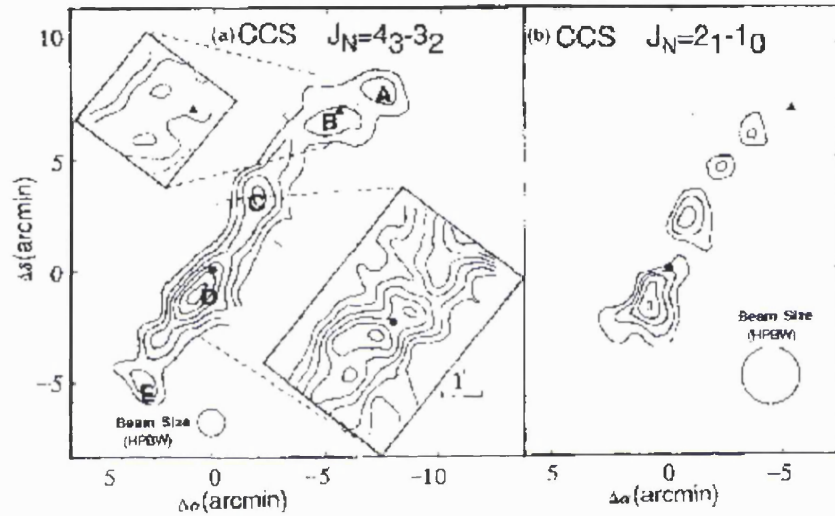 (a) CCS J_N=4_3-3_2
(b) CCS J_N=2_1-1_0
10
5
0
-5
Δδ(arcmin)
A
B
C
D
E
1'
Beam Size
(HPBW)
Beam Size
(HPBW)
5 0 -5 -10
Δα(arcmin)
5 0 -5
Δα(arcmin)